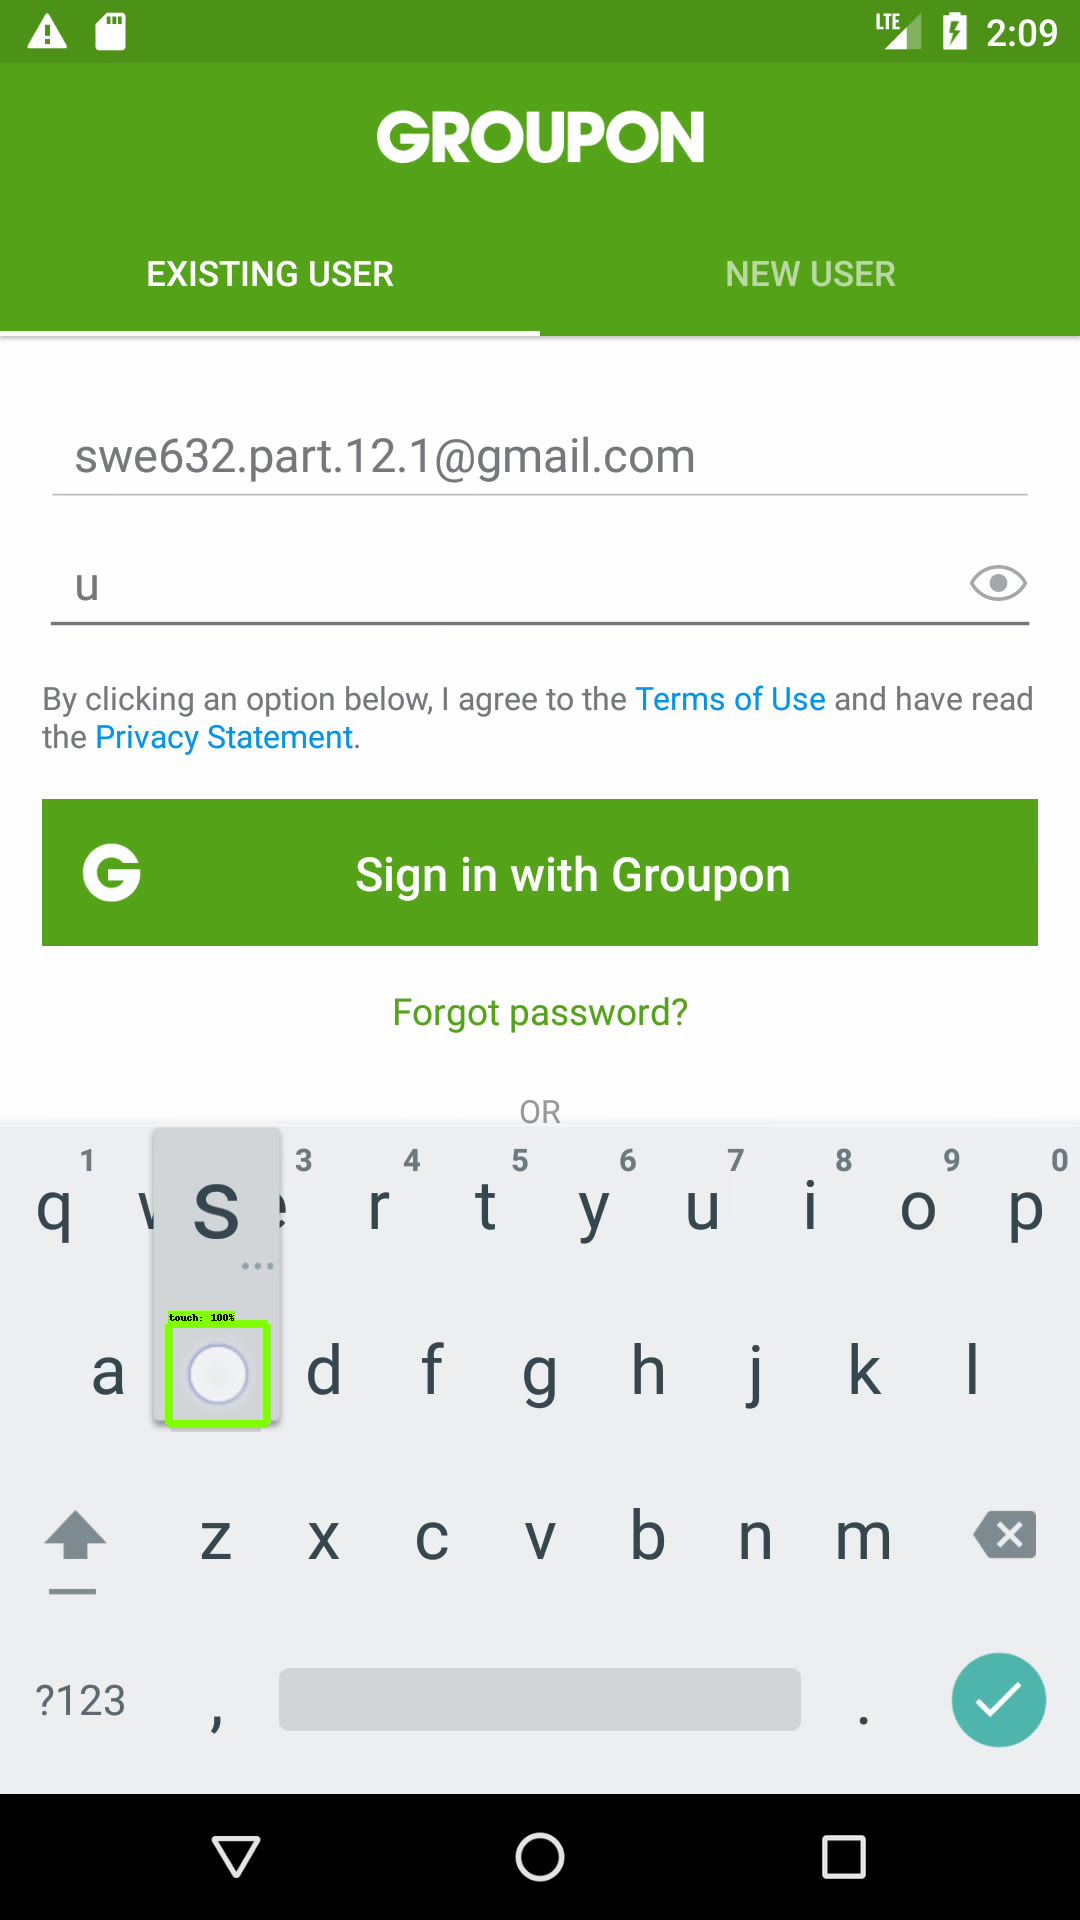 LTE 2:09
GROUPON
EXISTING USER NEW USER
swe632.part.12.1@gmail.com
u
By clicking an option below, I agree to the Terms of Use and have read
the Privacy Statement.
G Sign in with Groupon
Forgot password?
OR
1 3 4 5 6 7 8 9 0
q w s e r t y u i o p
touch: 100%
a d f g h j k l
z x c v b n m
?123 , .